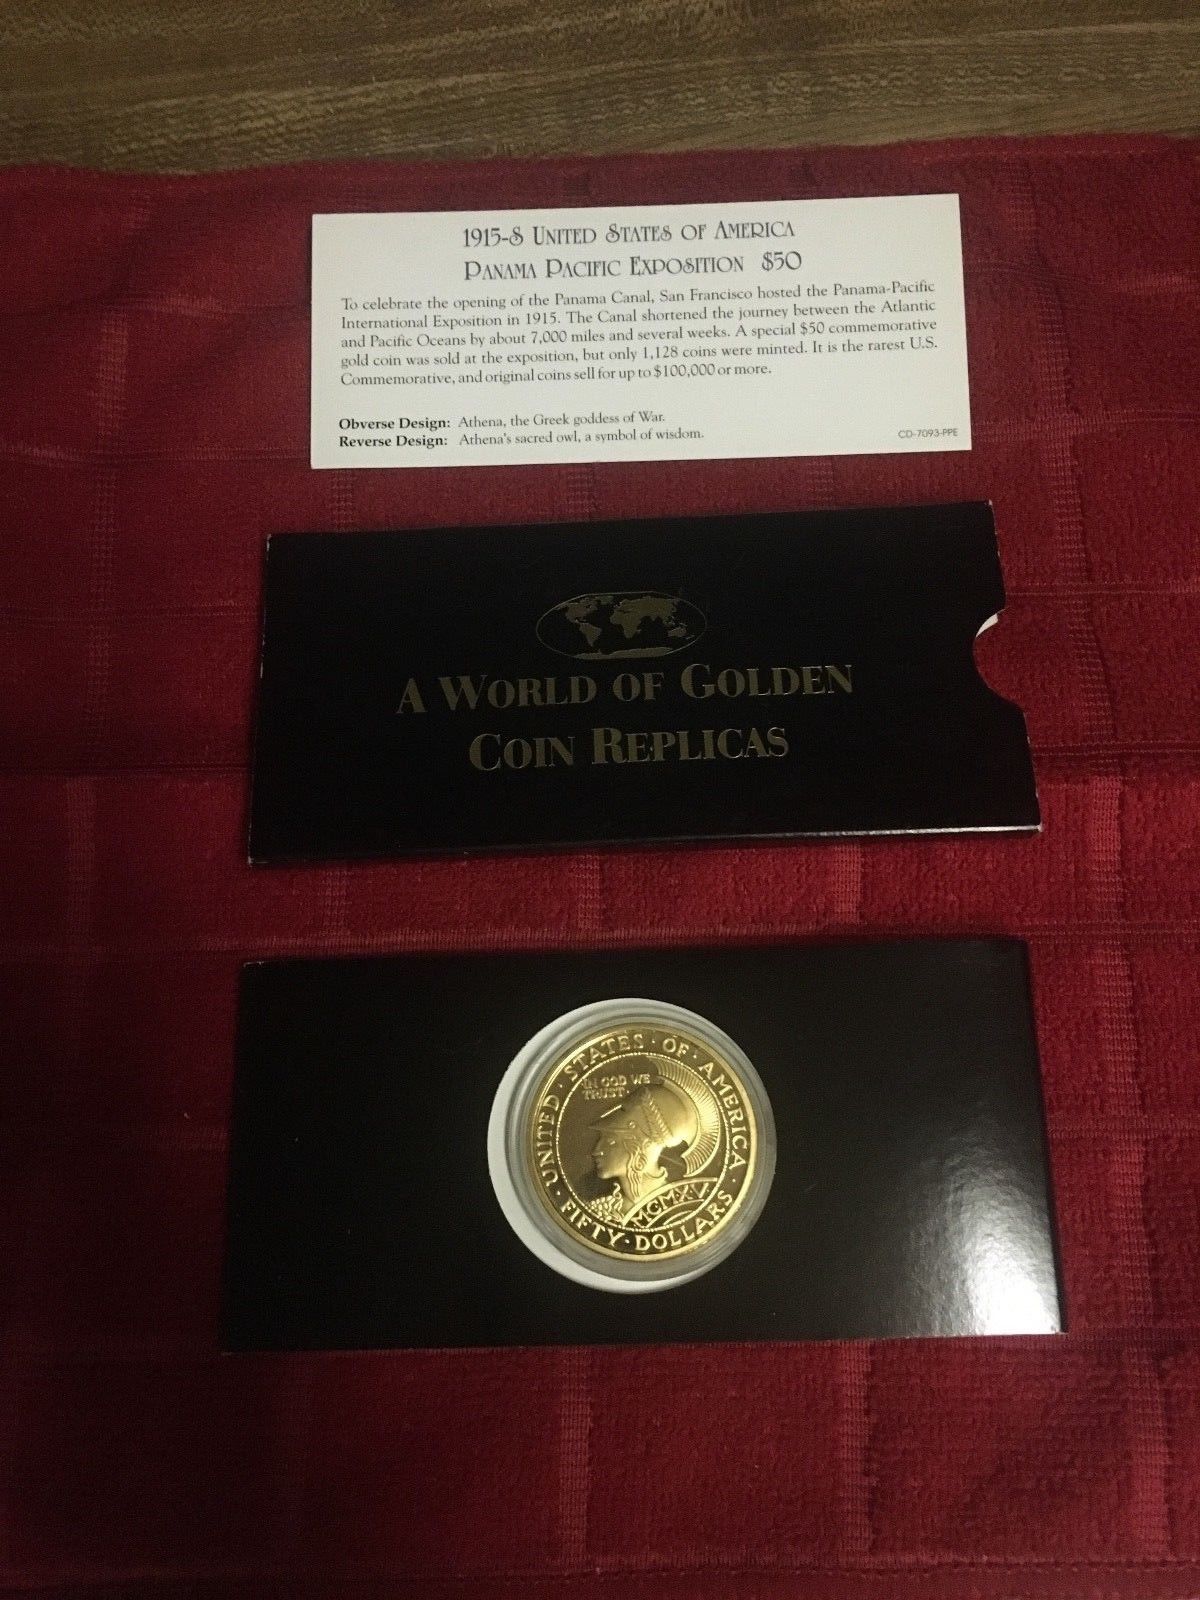 1915-S UNITED STATES OF AMERICA
PANAMA PACIFIC EXPOSITION $50
To celebrate the opening of the Panama Canal, San Francisco hosted the Panama-Pacific
International Exposition in 1915. The Canal shortened the journey between the Atlantic
and Pacific Oceans by about 7,000 miles and several weeks. A special $50 commemorative
gold coin was sold at the exposition, but only 1,128 coins were minted. It is the rarest U.S.
Commemorative, and original coins sell for up to $100,000 or more.
Obverse Design: Athena, the Greek goddess of War.
Reverse Design: Athena's sacred owl, a symbol of wisdom.
CD-7093-PPE
A WORLD OF GOLDEN
COIN REPLICAS
UNITED · STATES · OF · AMERICA ·
IN GOD WE
TRUST·
MCMXV
FIFTY · DOLLARS